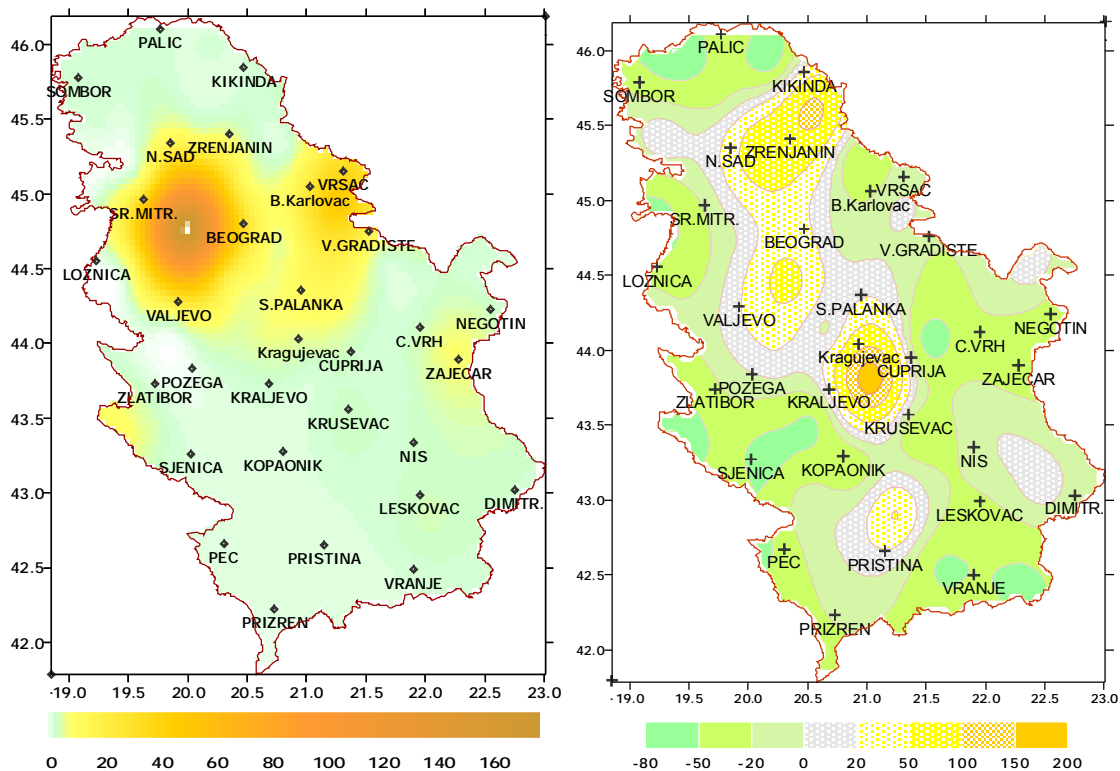 46.0
45.5
45.0
44.5
44.0
43.5
43.0
42.5
42.0
PALIC
KIKINDA
SOMBOR
ZRENJANIN
N.SAD
VRSAC
B.Karlovac
SR.MITR.
BEOGRAD
V.GRADISTE
LOZNICA
S.PALANKA
VALJEVO
NEGOTIN
C.VRH
Kragujevac
CUPRIJA
ZAJECAR
POZEGA
ZLATIBOR
KRALJEVO
KRUSEVAC
NIS
SJENICA
KOPAONIK
LESKOVAC
DIMITR.
PEC
PRISTINA
VRANJE
PRIZREN
19.0 19.5 20.0 20.5 21.0 21.5 22.0 22.5 23.0
0 20 40 60 80 100 120 140 160
46.0
45.5
45.0
44.5
44.0
43.5
43.0
42.5
42.0
PALIC
KIKINDA
SOMBOR
ZRENJANIN
N.SAD
VRSAC
B.Karlovac
SR.MITR.
BEOGRAD
V.GRADISTE
LOZNICA
S.PALANKA
VALJEVO
NEGOTIN
C.VRH
Kragujevac
CUPRIJA
ZAJECAR
POZEGA
ZLATIBOR
KRALJEVO
KRUSEVAC
NIS
SJENICA
KOPAONIK
LESKOVAC
DIMITR.
PEC
PRISTINA
VRANJE
PRIZREN
19.0 19.5 20.0 20.5 21.0 21.5 22.0 22.5 23.0
-80 -50 -20 0 20 50 100 150 200